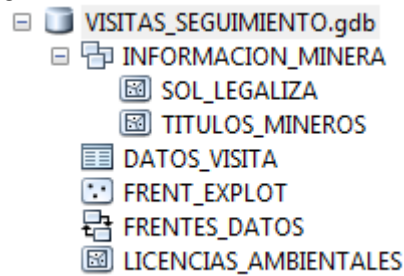 VISITAS_SEGUIMIENTO.gdb
INFORMACION_MINERA
SOL_LEGALIZA
TITULOS_MINEROS
DATOS_VISITA
FRENT_EXPLOT
FRENTES_DATOS
LICENCIAS_AMBIENTALES